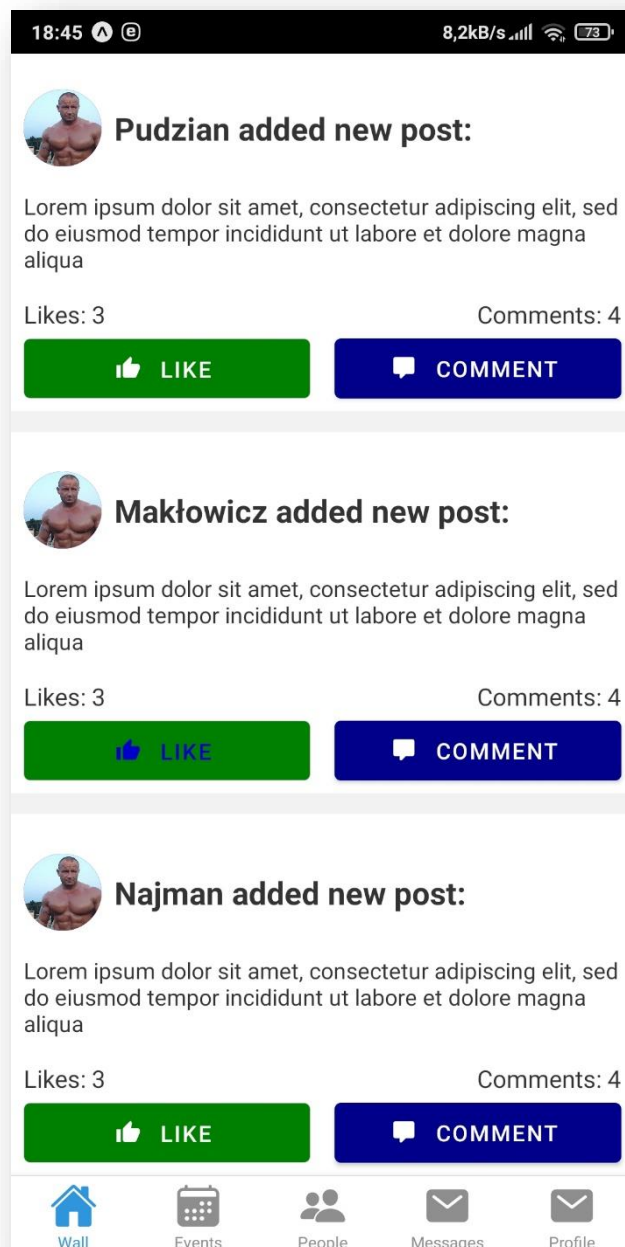 18:45 8,2kB/s 73
Pudzian added new post:
Lorem ipsum dolor sit amet, consectetur adipiscing elit, sed
do eiusmod tempor incididunt ut labore et dolore magna
aliqua
Likes: 3 Comments: 4
LIKE COMMENT
Makłowicz added new post:
Lorem ipsum dolor sit amet, consectetur adipiscing elit, sed
do eiusmod tempor incididunt ut labore et dolore magna
aliqua
Likes: 3 Comments: 4
LIKE COMMENT
Najman added new post:
Lorem ipsum dolor sit amet, consectetur adipiscing elit, sed
do eiusmod tempor incididunt ut labore et dolore magna
aliqua
Likes: 3 Comments: 4
LIKE COMMENT
Wall Events People Messages Profile